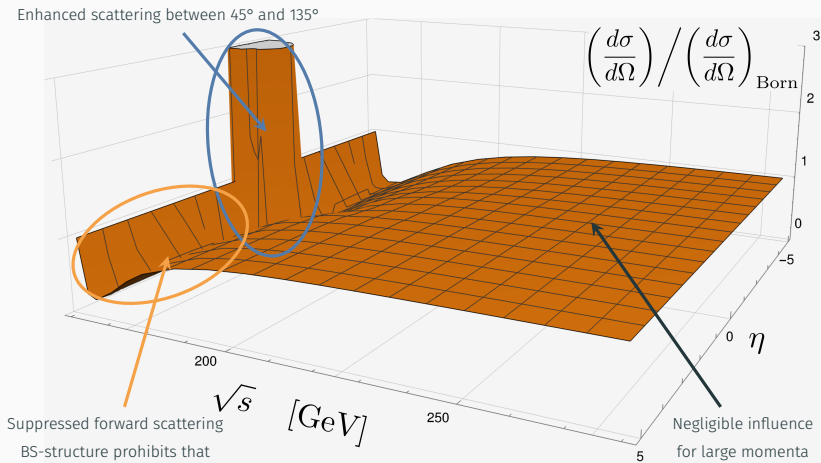 Enhanced scattering between 45° and 135°
(dσ/dΩ) / (dσ/dΩ)Born
3
2
1
0
−5
0
η
5
200
250
√s [GeV]
Suppressed forward scattering
BS-structure prohibits that
Negligible influence
for large momenta